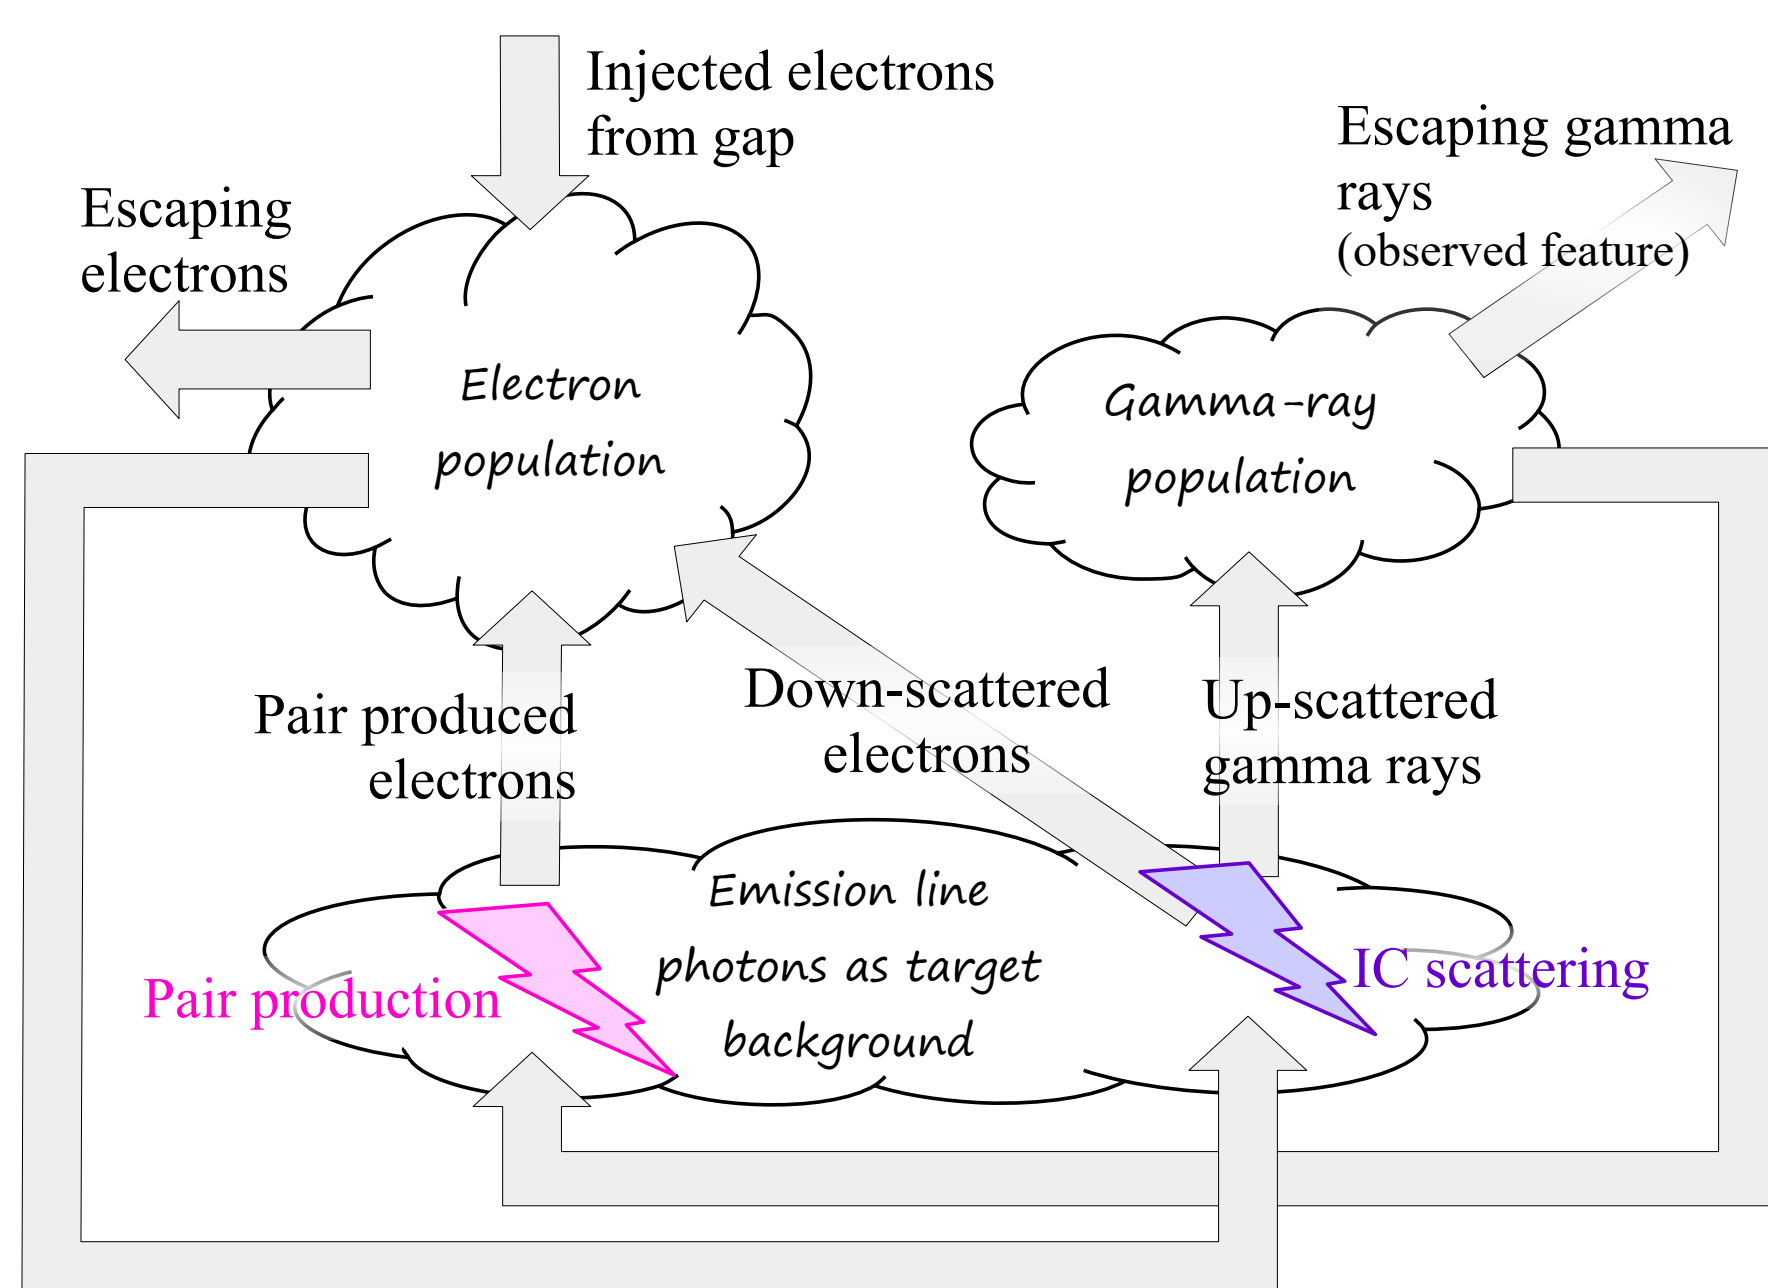 Injected electrons
from gap
Escaping gamma
rays
(observed feature)
Escaping
electrons
Electron
population
Gamma-ray
population
Pair produced
electrons
Down-scattered
electrons
Up-scattered
gamma rays
Emission line
photons as target
background
Pair production
IC scattering